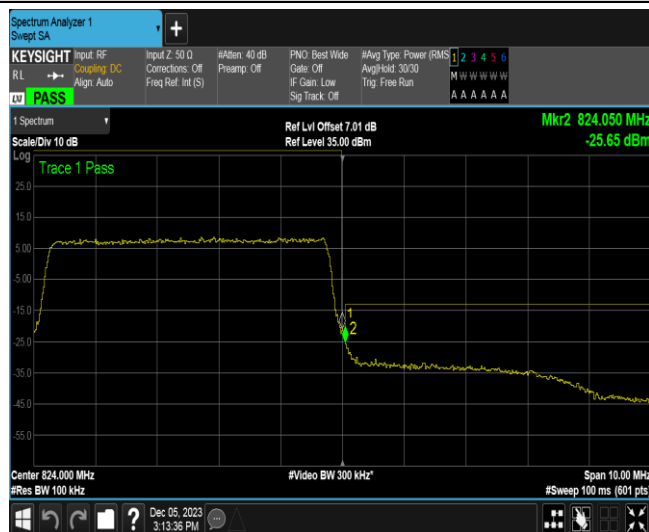 Spectrum Analyzer 1
Swept SA
+
KEYSIGHT
RL
LXI PASS
Input: RF
Coupling: DC
Align: Auto
Input Z: 50 Ω
Corrections: Off
Freq Ref: Int (S)
#Atten: 40 dB
Preamp: Off
PNO: Best Wide
Gate: Off
IF Gain: Low
Sig Track: Off
#Avg Type: Power (RMS
Avg|Hold: 30/30
Trig: Free Run
1 2 3 4 5 6
M W W W W W
A A A A A A
1 Spectrum
Scale/Div 10 dB
Ref Lvl Offset 7.01 dB
Ref Level 35.00 dBm
Mkr2 824.050 MHz
-25.65 dBm
Log
Trace 1 Pass
25.0
15.0
5.00
-5.00
-15.0
-25.0
-35.0
-45.0
-55.0
1
2
Center 824.000 MHz
#Res BW 100 kHz
#Video BW 300 kHz*
Span 10.00 MHz
#Sweep 100 ms (601 pts)
?
Dec 05, 2023
3:13:36 PM